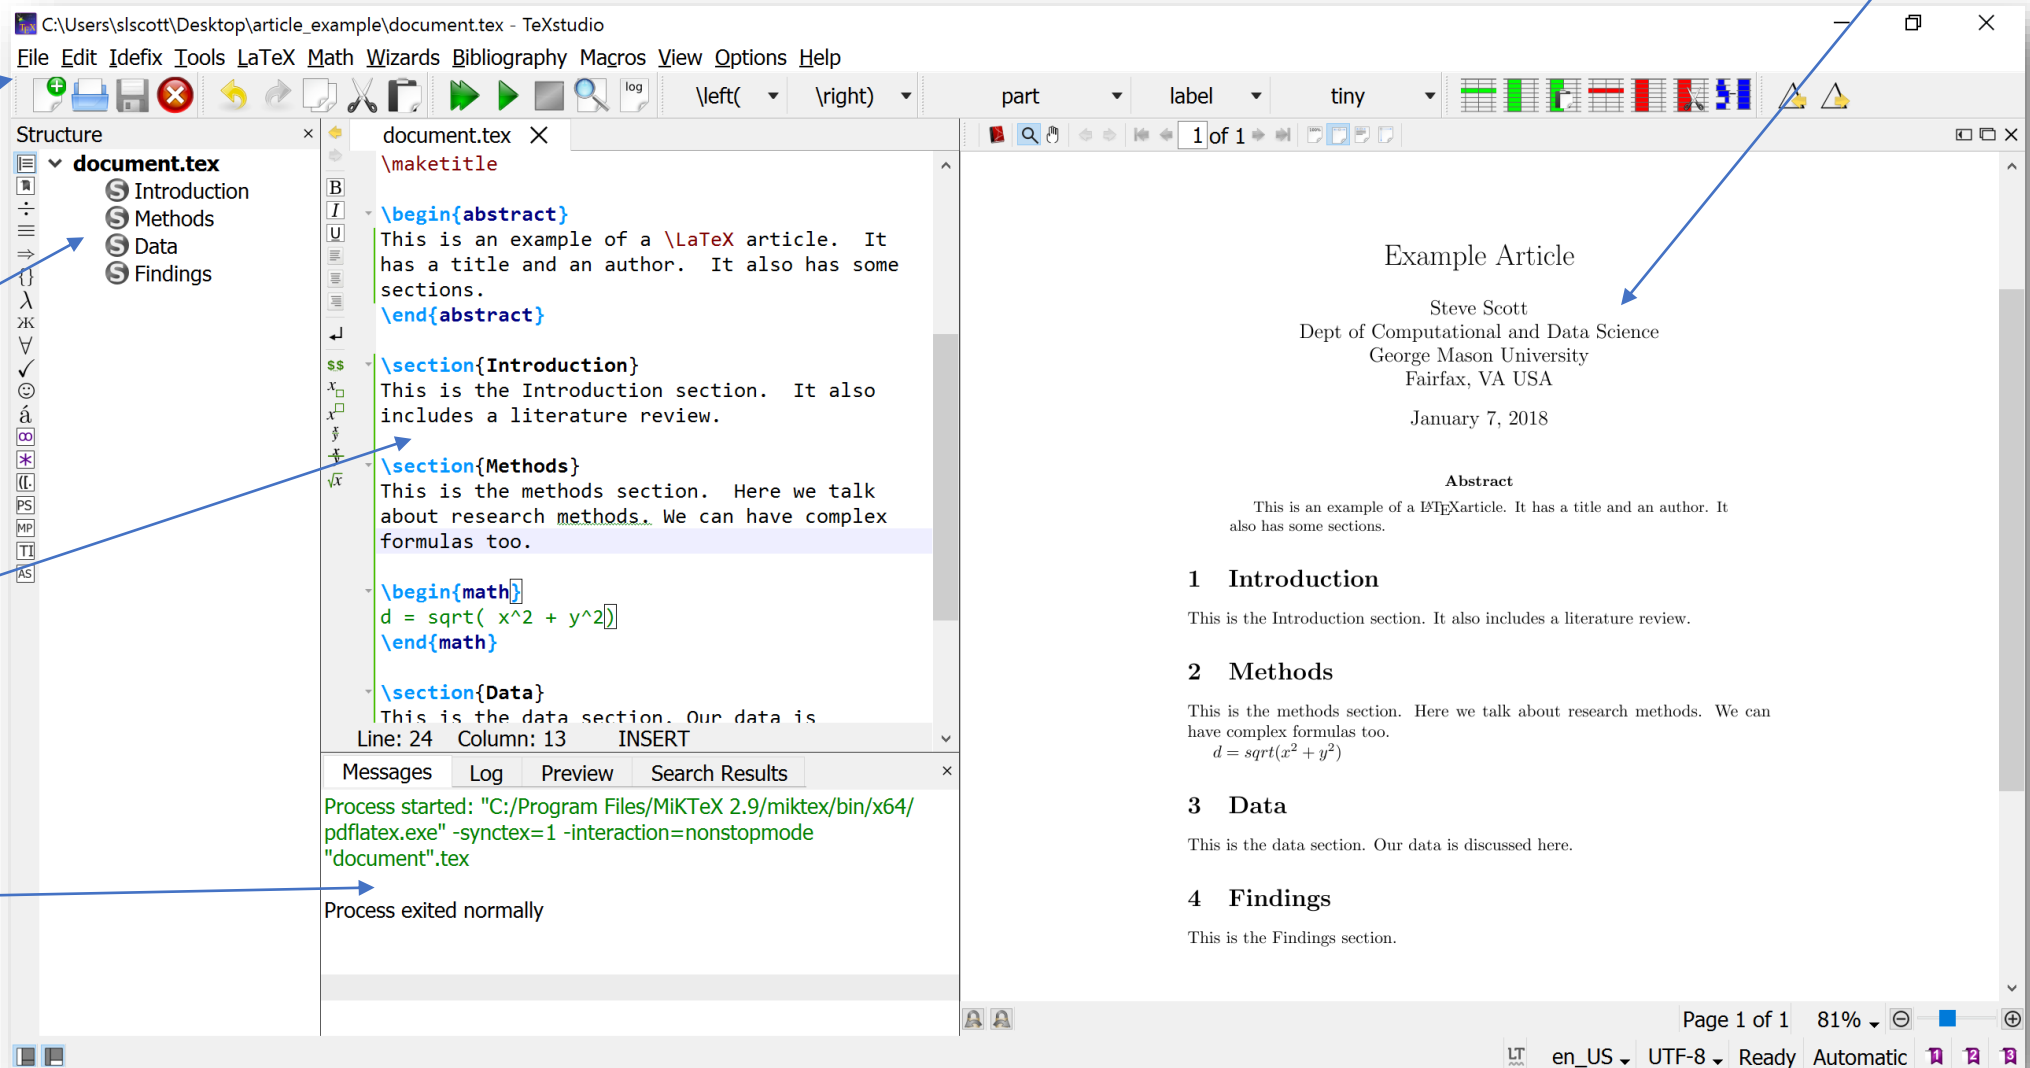 C:\Users\slscott\Desktop\article_example\document.tex - TeXstudio
File Edit Idefix Tools LaTeX Math Wizards Bibliography Macros View Options Help
log \left( \right) part label tiny
Structure
document.tex
Introduction
Methods
Data
Findings
÷
{}
λ
Ж
∀
á
PS
MP
TI
AS
document.tex
B
I
U
$$
\maketitle
\begin{abstract}
This is an example of a \LaTeX article.  It
has a title and an author.  It also has some
sections.
\end{abstract}
\section{Introduction}
This is the Introduction section.  It also
includes a literature review.
\section{Methods}
This is the methods section.  Here we talk
about research methods. We can have complex
formulas too.
\begin{math}
d = sqrt( x^2 + y^2)
\end{math}
\section{Data}
This is the data section. Our data is
Line: 24 Column: 13 INSERT
Messages Log Preview Search Results
Process started: "C:/Program Files/MiKTeX 2.9/miktex/bin/x64/
pdflatex.exe" -synctex=1 -interaction=nonstopmode
"document".tex
Process exited normally
1 of 1
Example Article
Steve Scott
Dept of Computational and Data Science
George Mason University
Fairfax, VA USA
January 7, 2018
Abstract
This is an example of a LATEXarticle. It has a title and an author. It
also has some sections.
1 Introduction
This is the Introduction section. It also includes a literature review.
2 Methods
This is the methods section. Here we talk about research methods. We can
have complex formulas too.
d = sqrt(x² + y²)
3 Data
This is the data section. Our data is discussed here.
4 Findings
This is the Findings section.
Page 1 of 1 81%
LT en_US UTF-8 Ready Automatic 1 2 3